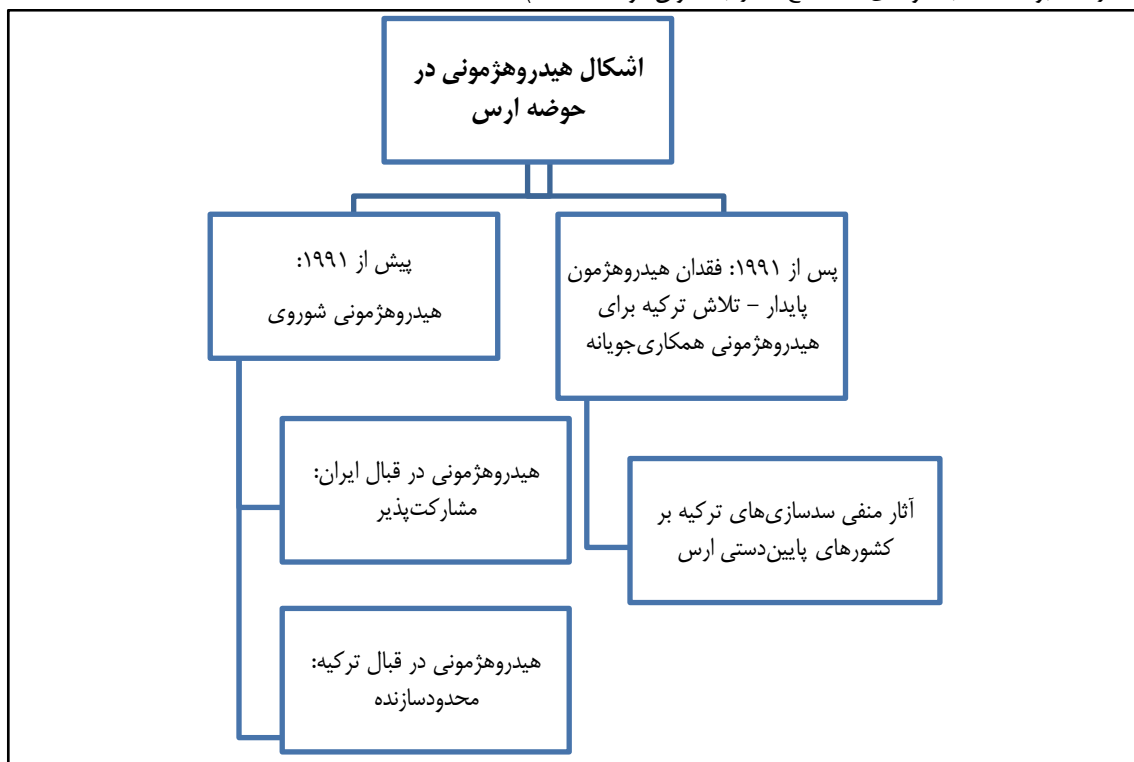 اشکال هیدروهژمونی در
حوضه ارس
پیش از ۱۹۹۱:
هیدروهژمونی شوروی
هیدروهژمونی در قبال ایران:
مشارکت‌پذیر
هیدروهژمونی در قبال ترکیه:
محدودسازنده
پس از ۱۹۹۱: فقدان هیدروهژمون
پایدار – تلاش ترکیه برای
هیدروهژمونی همکاری‌جویانه
آثار منفی سدسازی‌های ترکیه بر
کشورهای پایین‌دستی ارس